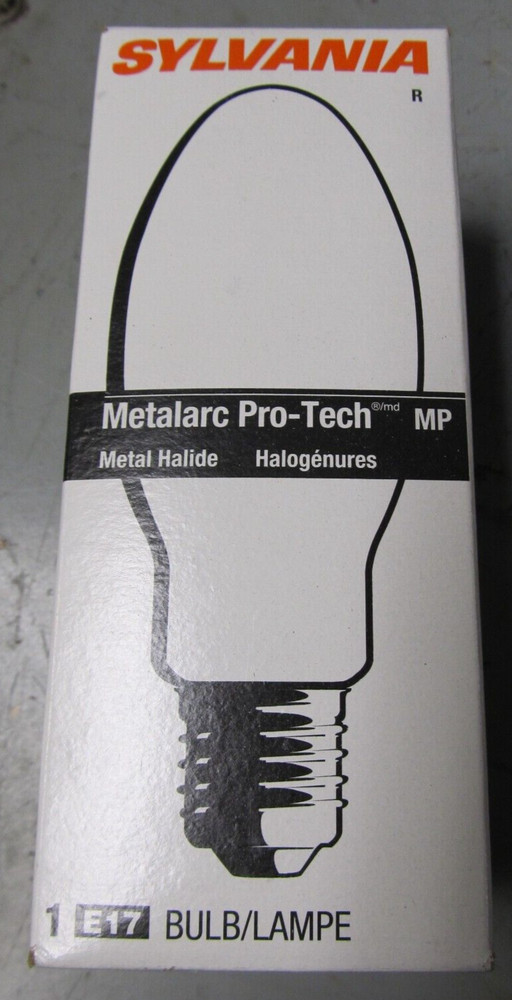 SYLVANIA
R
Metalarc Pro-Tech®/md MP
Metal Halide Halogénures
1 E17 BULB/LAMPE